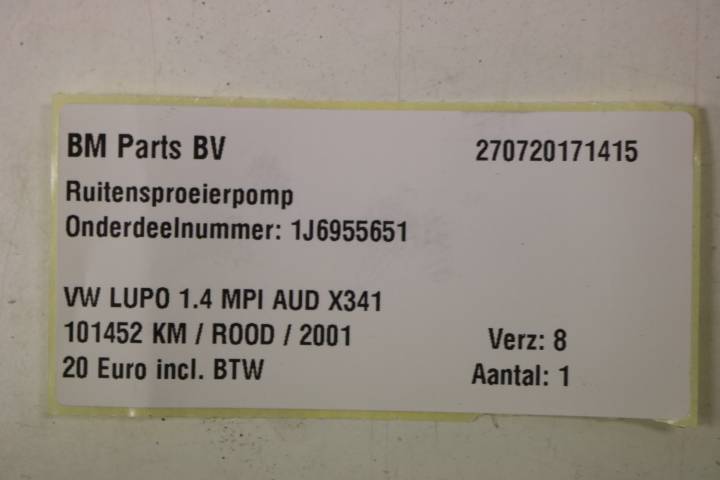 BM Parts BV 270720171415
Ruitensproeierpomp
Onderdeelnummer: 1J6955651
VW LUPO 1.4 MPI AUD X341
101452 KM / ROOD / 2001 Verz: 8
20 Euro incl. BTW Aantal: 1